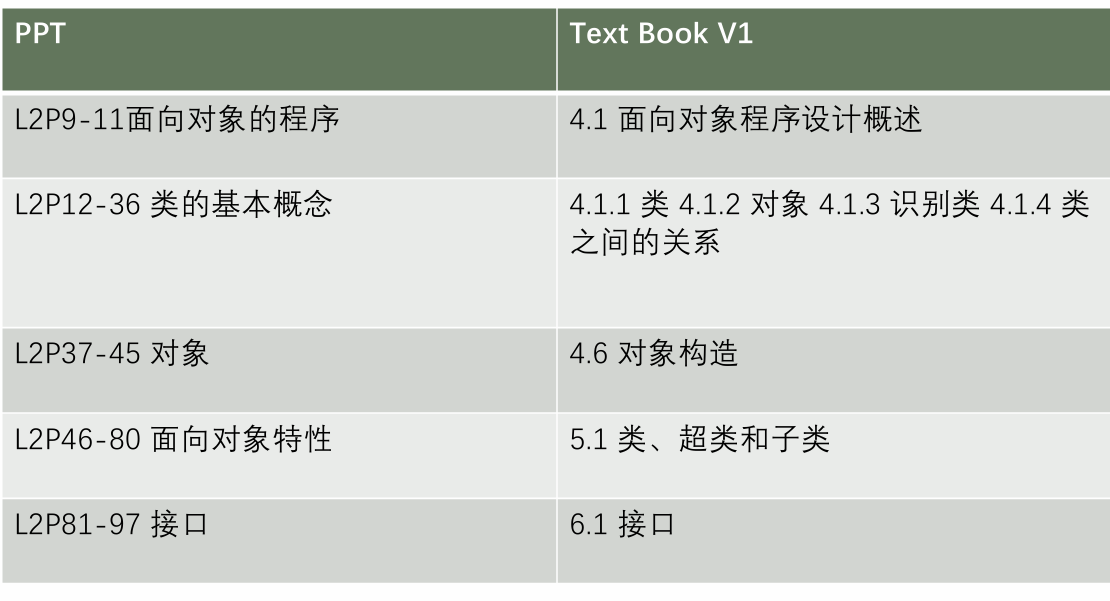 PPT
Text Book V1
L2P9-11面向对象的程序
4.1 面向对象程序设计概述
L2P12-36 类的基本概念
4.1.1 类 4.1.2 对象 4.1.3 识别类 4.1.4 类
之间的关系
L2P37-45 对象
4.6 对象构造
L2P46-80 面向对象特性
5.1 类、超类和子类
L2P81-97 接口
6.1 接口